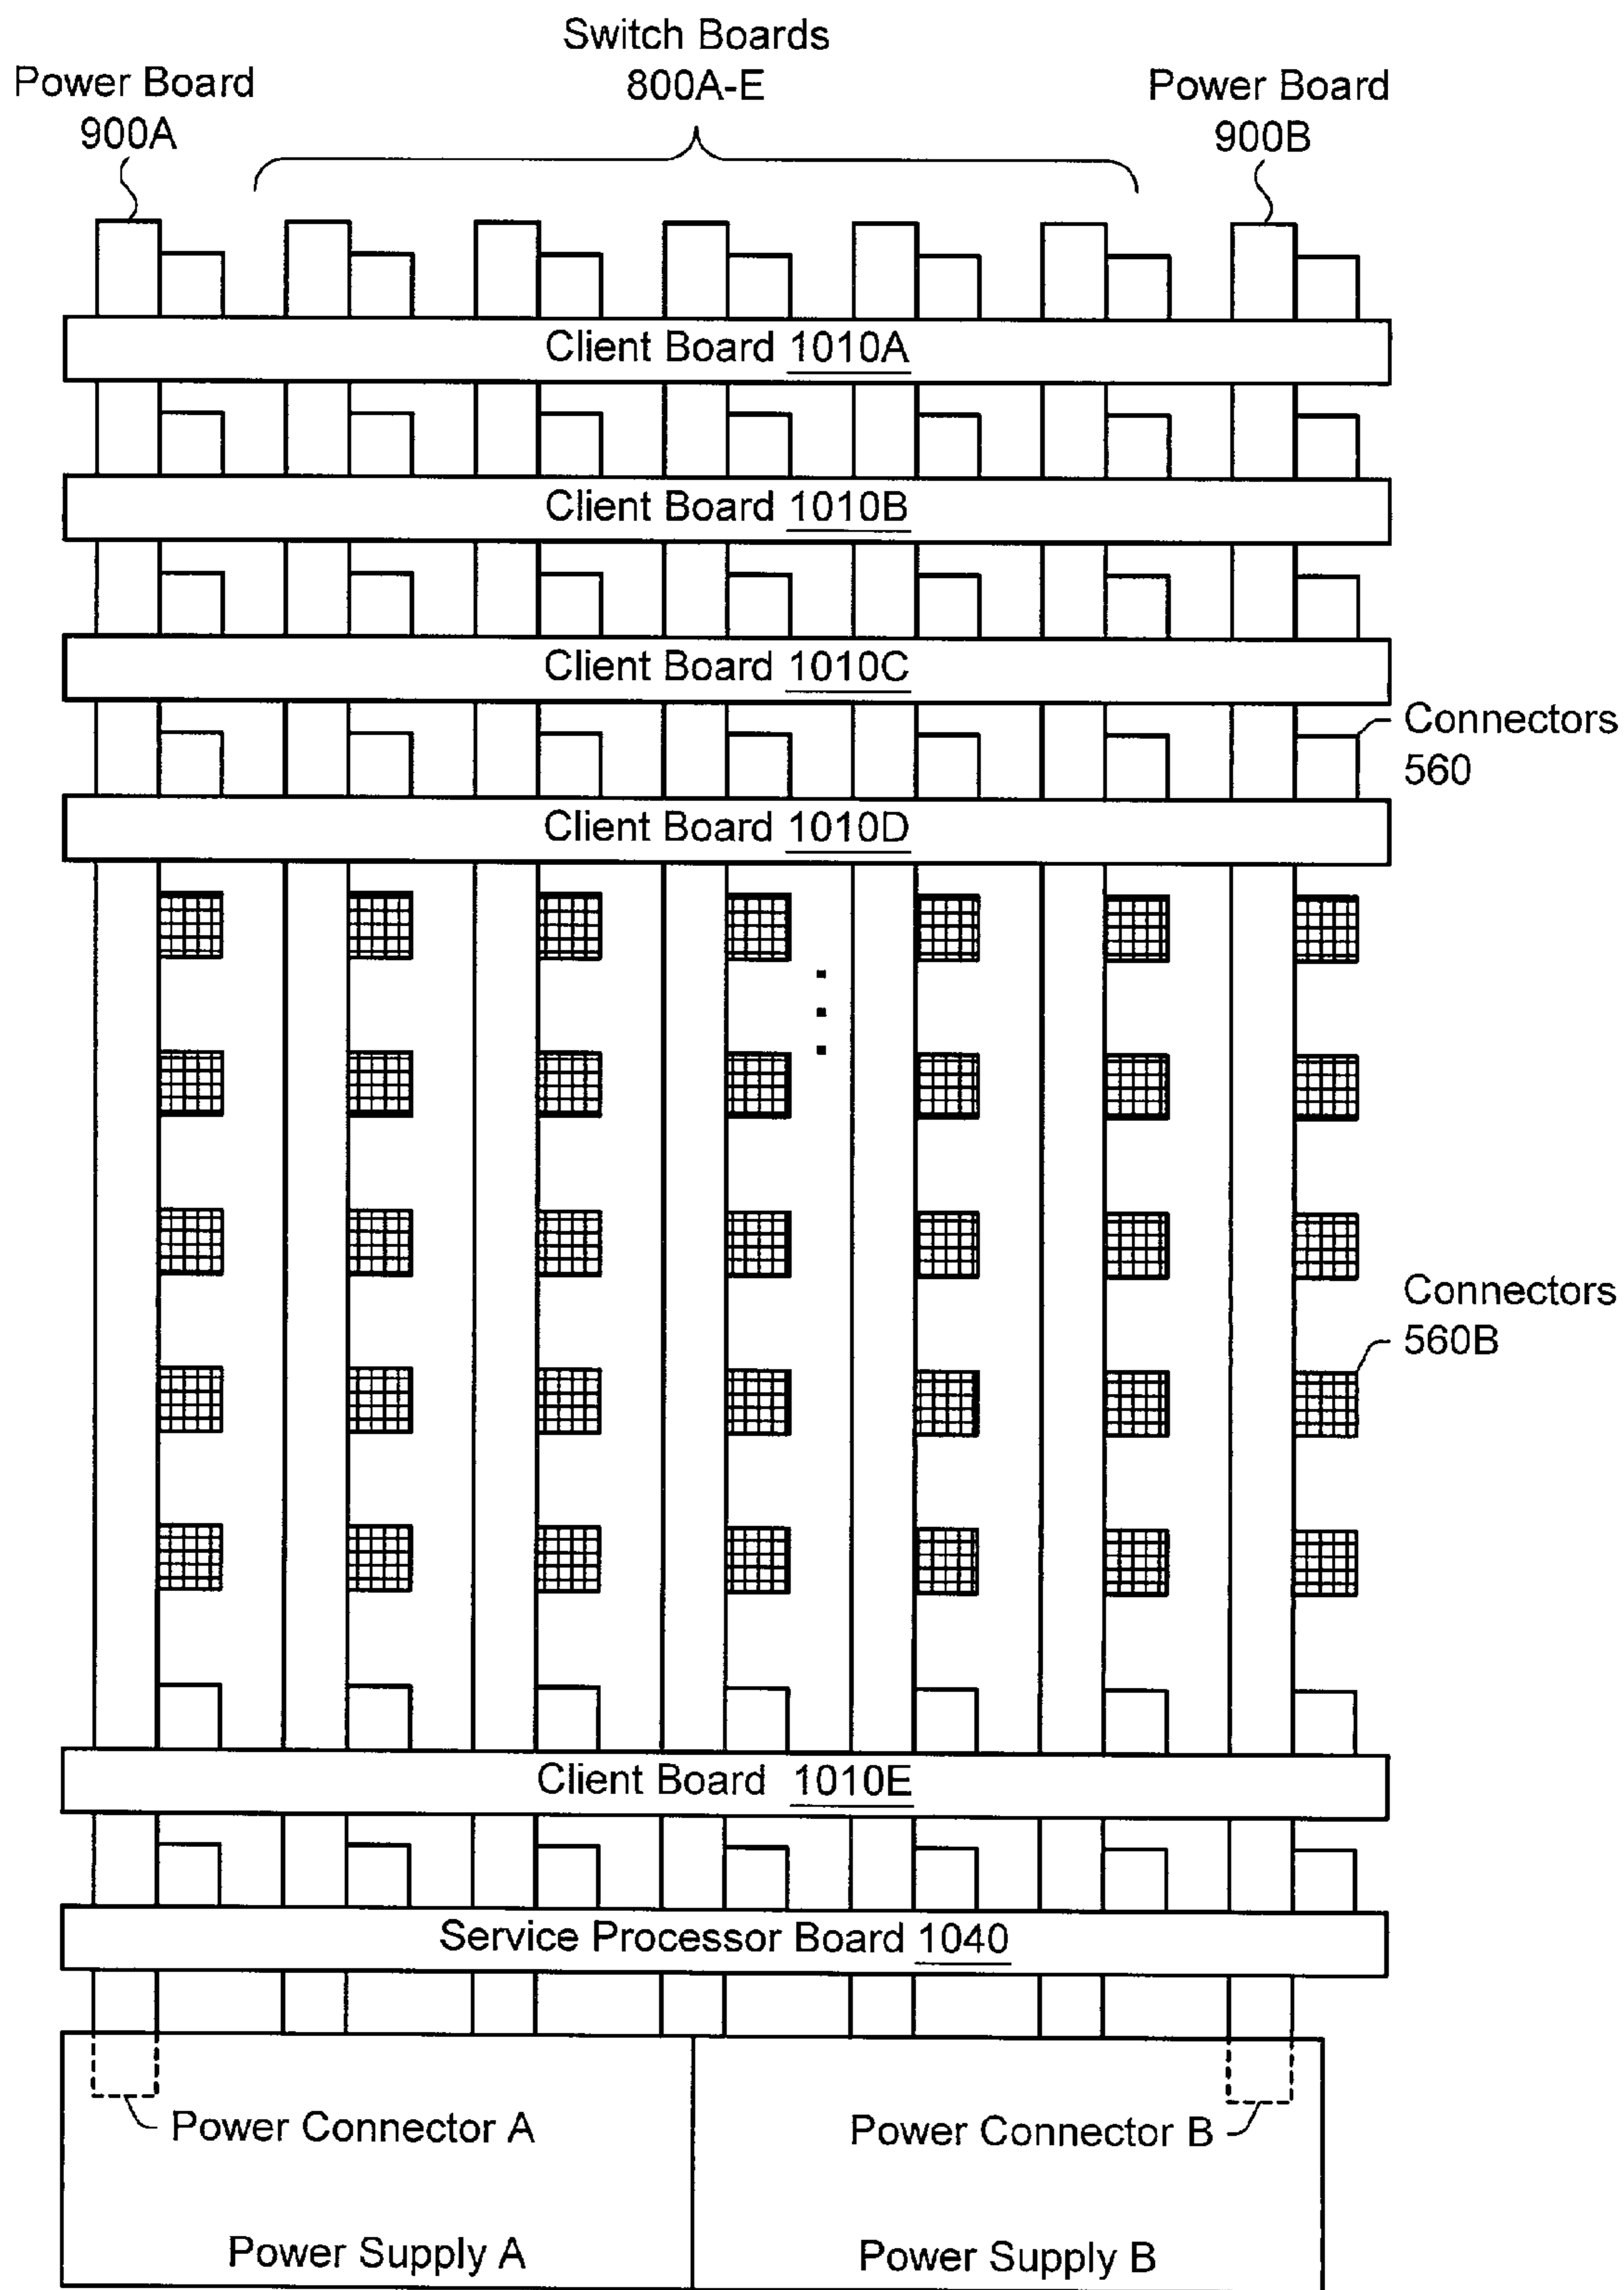 Switch Boards
800A-E
Power Board
900A
Power Board
900B
Client Board 1010A
Client Board 1010B
Client Board 1010C
Connectors
560
Client Board 1010D
Connectors
560B
Client Board 1010E
Service Processor Board 1040
Power Connector A
Power Connector B
Power Supply A
Power Supply B